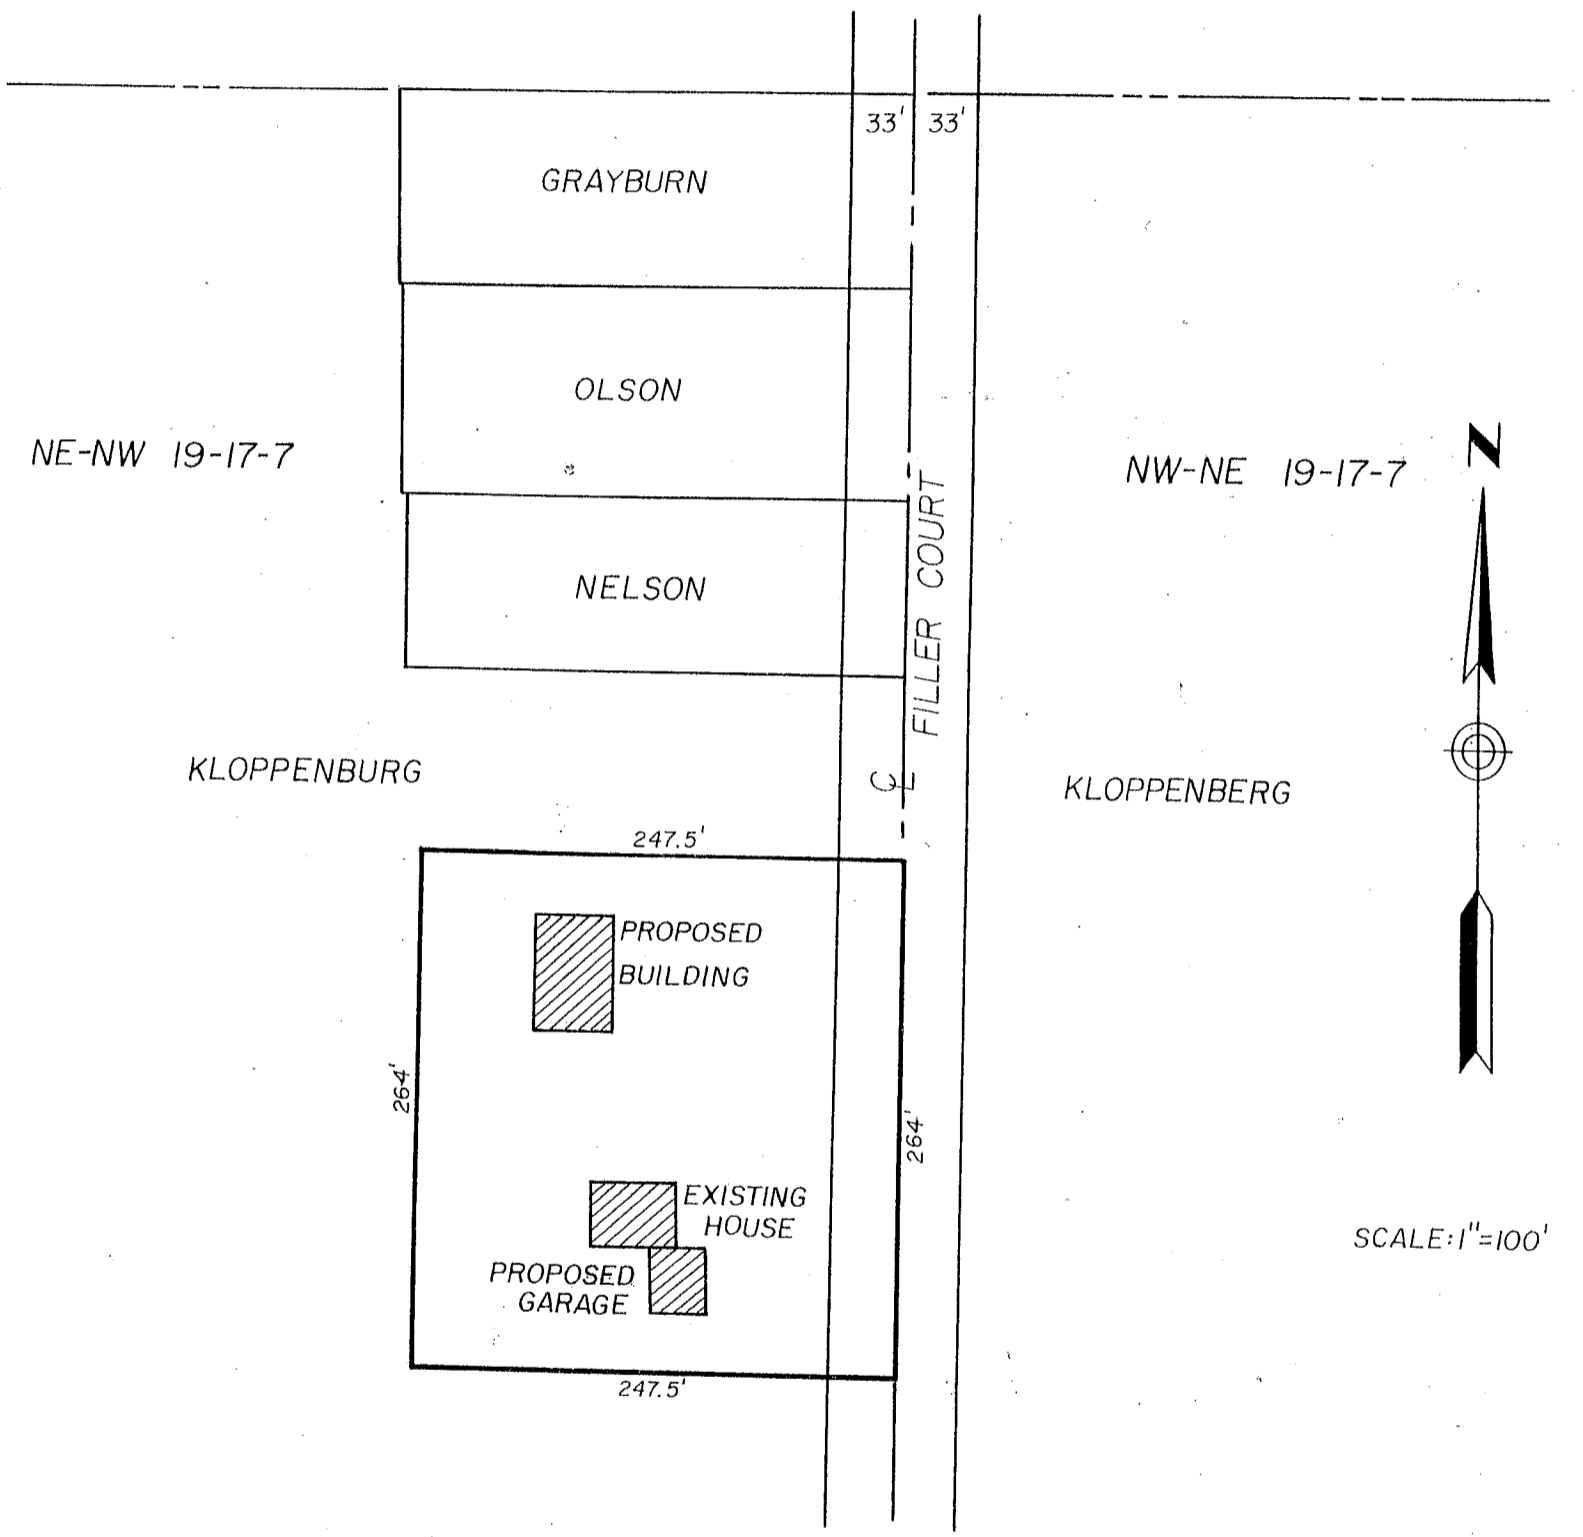 33' 33'
GRAYBURN
OLSON
NE-NW 19-17-7
NW-NE 19-17-7
N
NELSON
FILLER COURT
KLOPPENBURG
CL
KLOPPENBERG
247.5'
PROPOSED
BUILDING
264'
264'
EXISTING
HOUSE
PROPOSED
GARAGE
SCALE: 1"=100'
247.5'